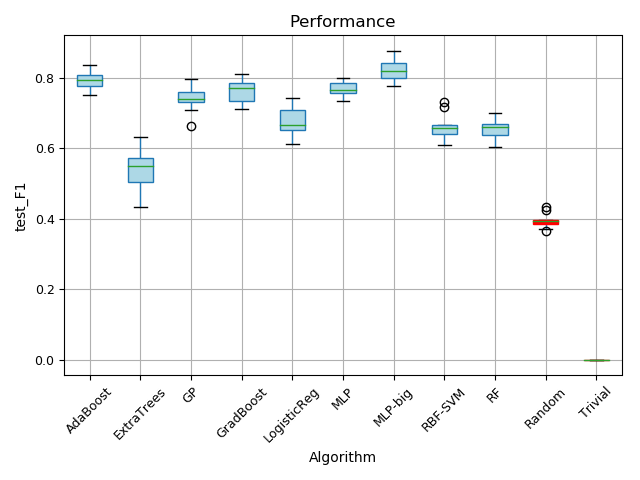 Performance
test_F1
0.8
0.6
0.4
0.2
0.0
AdaBoost
ExtraTrees
GP
GradBoost
LogisticReg
MLP
MLP-big
RBF-SVM
RF
Random
Trivial
Algorithm